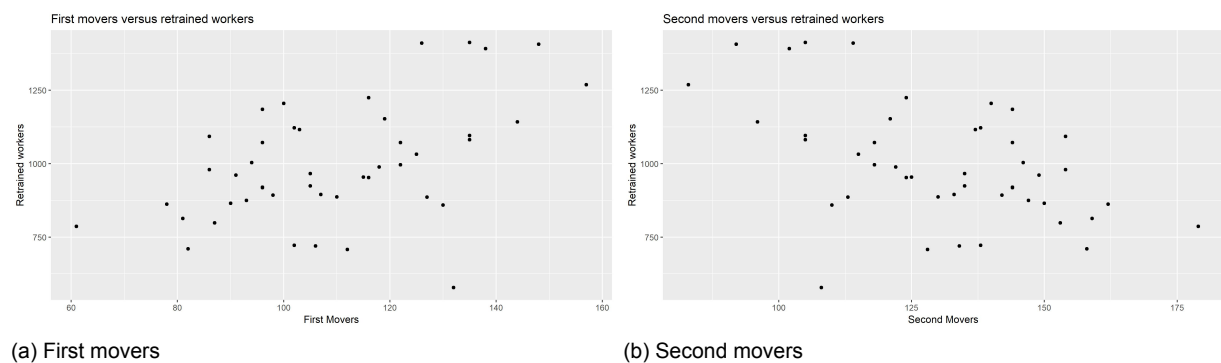 First movers versus retrained workers
Retrained workers
1250
1000
750
60 80 100 120 140 160
First Movers
(a) First movers
Second movers versus retrained workers
Retrained workers
1250
1000
750
100 125 150 175
Second Movers
(b) Second movers